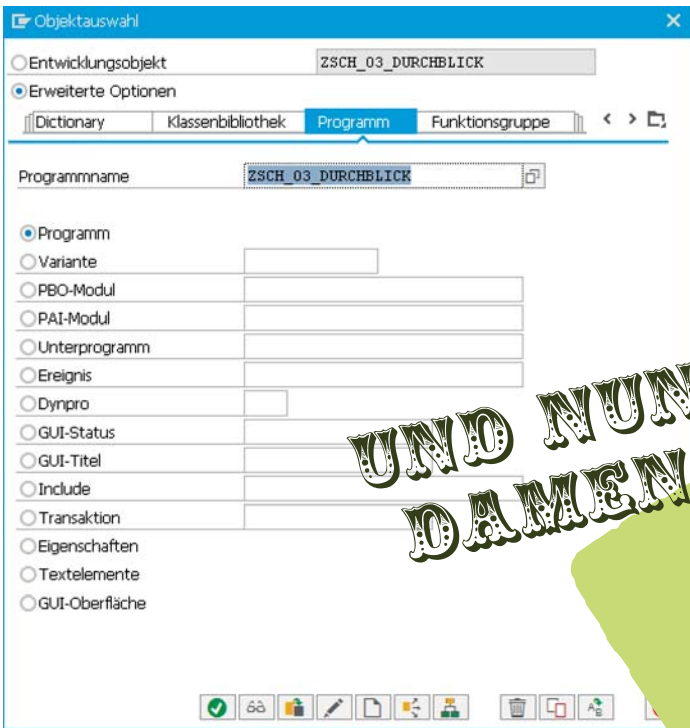 Objektauswahl
Entwicklungsobjekt ZSCH_03_DURCHBLICK
Erweiterte Optionen
Dictionary Klassenbibliothek Programm Funktionsgruppe
Programmname ZSCH_03_DURCHBLICK
Programm
Variante
PBO-Modul
PAI-Modul
Unterprogramm
Ereignis
Dynpro
GUI-Status
GUI-Titel
Include
Transaktion
Eigenschaften
Textelemente
GUI-Oberfläche
UND NUN
DAMEN